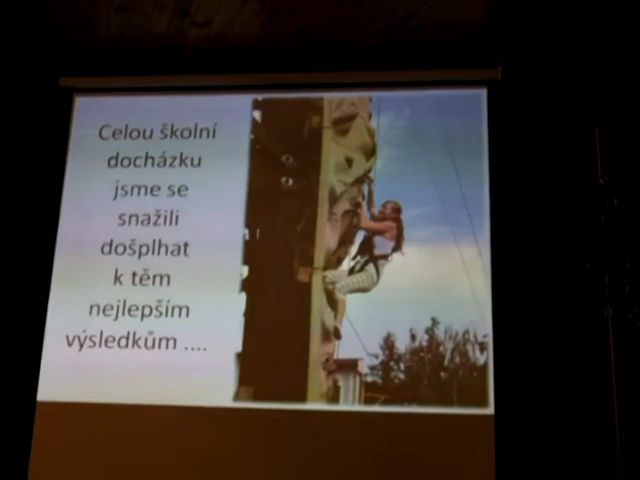 Celou školní
docházku
jsme se
snažili
došplhat
k těm
nejlepším
výsledkům ....